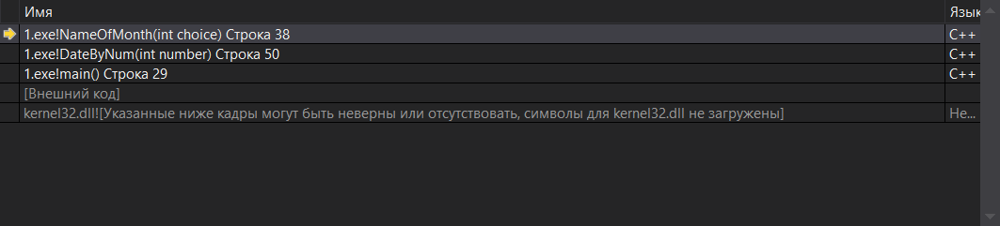 Имя Язык
1.exe!NameOfMonth(int choice) Строка 38 C++
1.exe!DateByNum(int number) Строка 50 C++
1.exe!main() Строка 29 C++
[Внешний код]
kernel32.dll![Указанные ниже кадры могут быть неверны или отсутствовать, символы для kernel32.dll не загружены] Не...